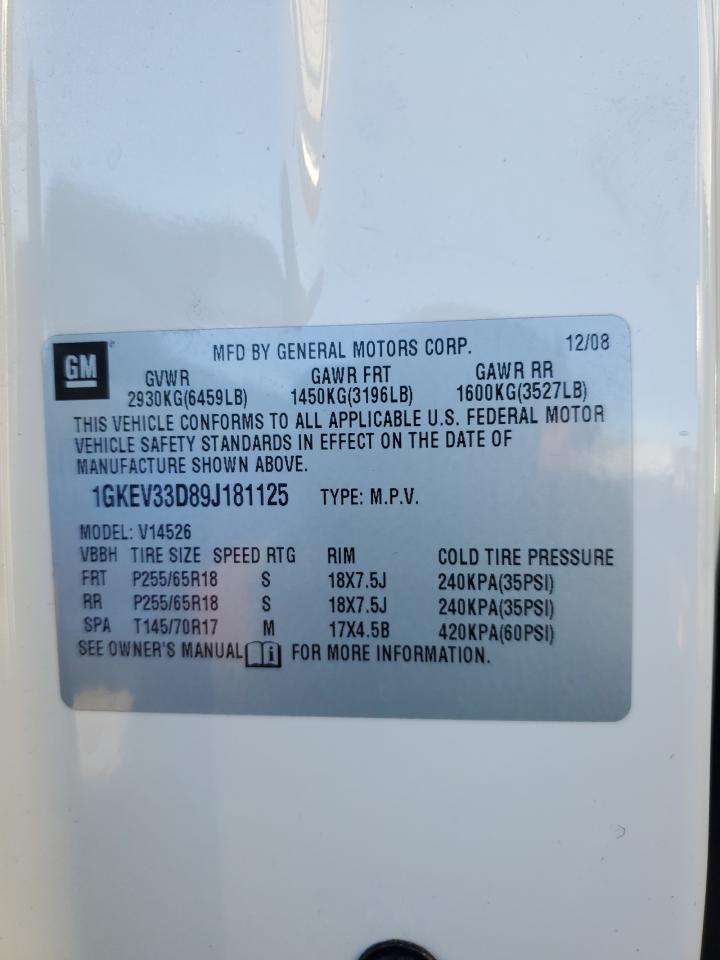 GM
MFD BY GENERAL MOTORS CORP. 12/08
GVWR GAWR FRT GAWR RR
2930KG(6459LB) 1450KG(3196LB) 1600KG(3527LB)
THIS VEHICLE CONFORMS TO ALL APPLICABLE U.S. FEDERAL MOTOR
VEHICLE SAFETY STANDARDS IN EFFECT ON THE DATE OF
MANUFACTURE SHOWN ABOVE.
1GKEV33D89J181125 TYPE: M.P.V.
MODEL: V14526
VBBH TIRE SIZE SPEED RTG RIM COLD TIRE PRESSURE
FRT P255/65R18 S 18X7.5J 240KPA(35PSI)
RR P255/65R18 S 18X7.5J 240KPA(35PSI)
SPA T145/70R17 M 17X4.5B 420KPA(60PSI)
SEE OWNER'S MANUAL i FOR MORE INFORMATION.